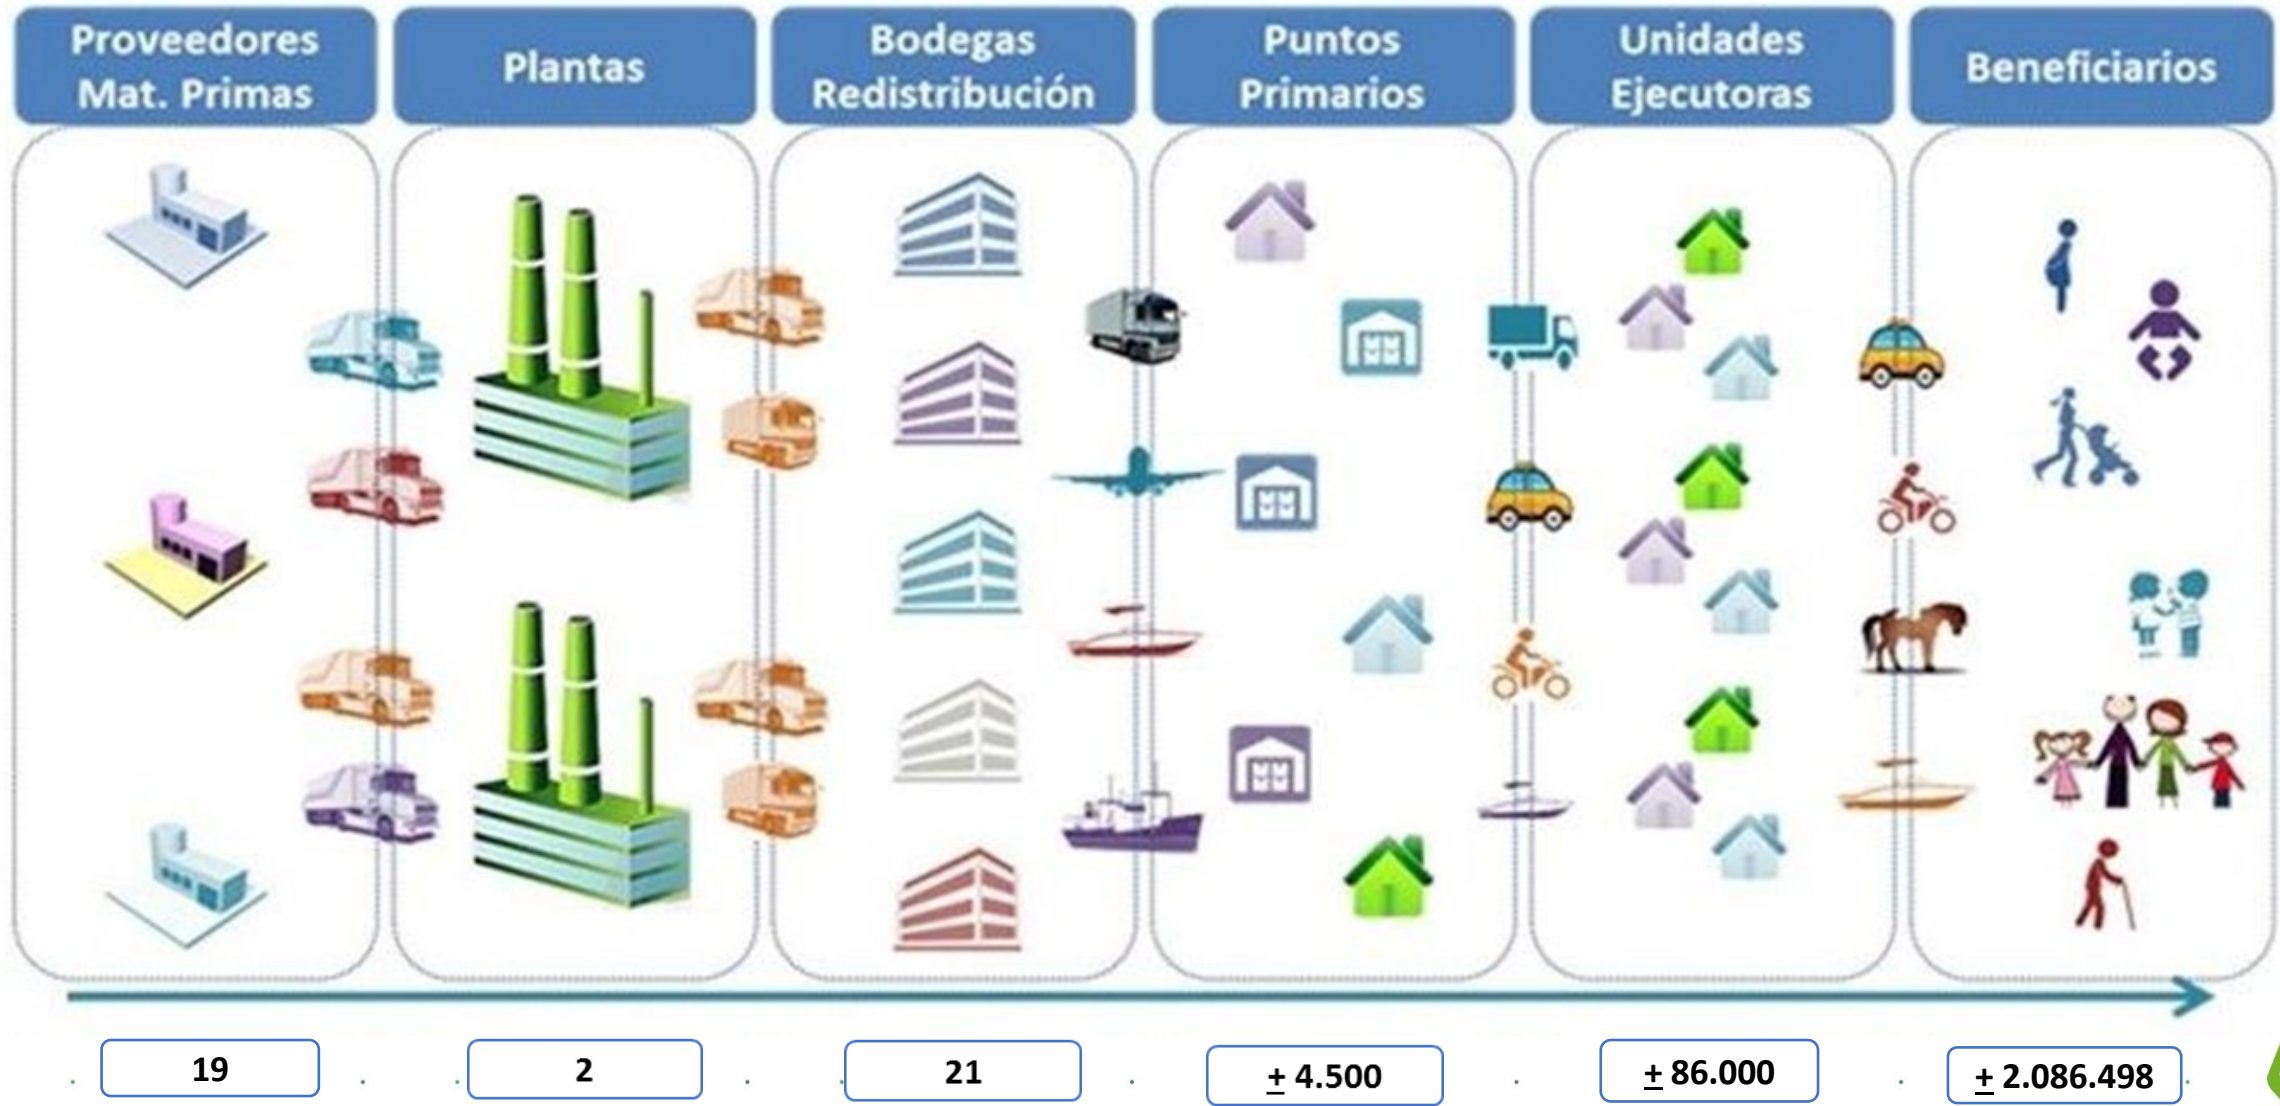 Proveedores
Mat. Primas
Plantas
Bodegas
Redistribución
Puntos
Primarios
Unidades
Ejecutoras
Beneficiarios
19
2
21
± 4.500
± 86.000
± 2.086.498